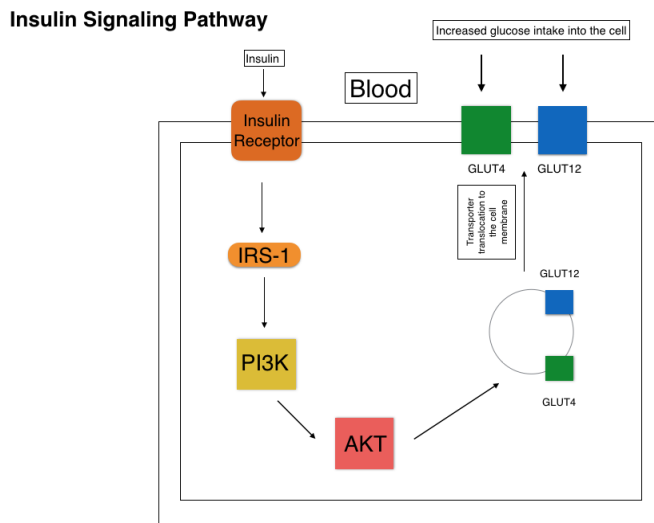 Insulin Signaling Pathway
Increased glucose intake into the cell
Insulin
Blood
Insulin
Receptor
GLUT4
GLUT12
Transporter
translocation to
the cell
membrane
IRS-1
GLUT12
PI3K
GLUT4
AKT